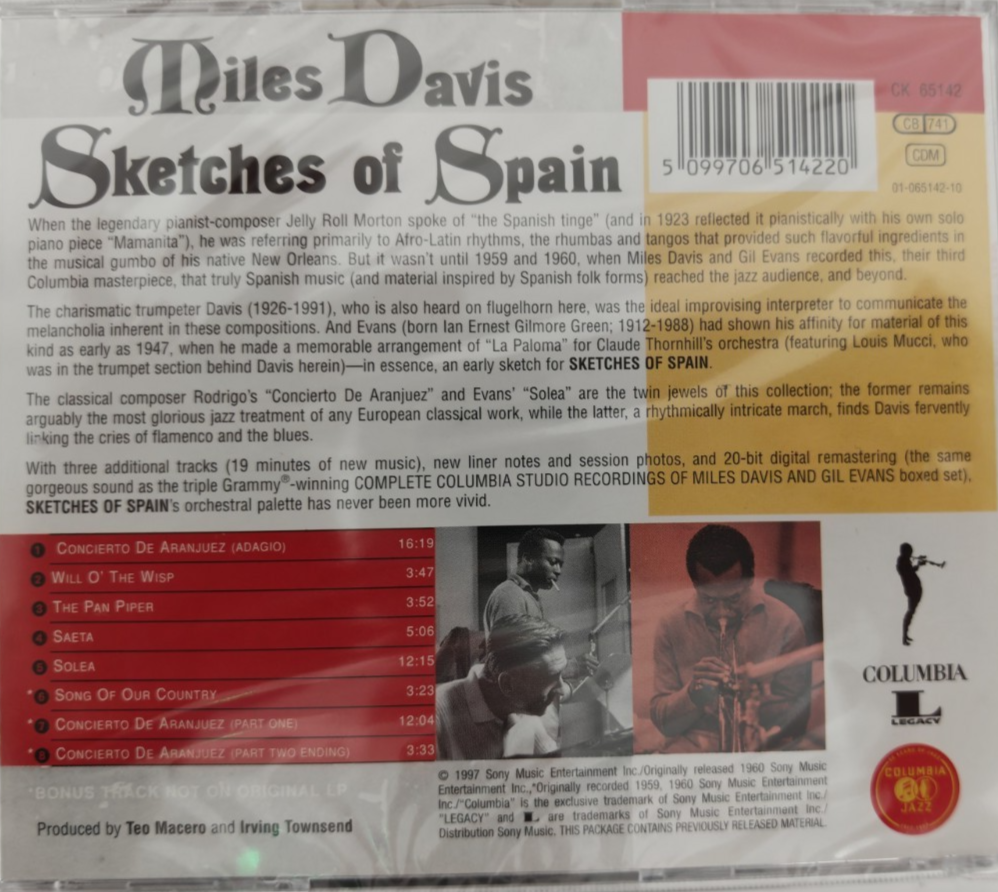 Miles Davis
Sketches of Spain
5 099706 514220
CK 65142
CB 741
CDM
01-065142-10
When the legendary pianist-composer Jelly Roll Morton spoke of "the Spanish tinge" (and in 1923 reflected it pianistically with his own solo
piano piece "Mamanita"), he was referring primarily to Afro-Latin rhythms, the rhumbas and tangos that provided such flavorful ingredients in
the musical gumbo of his native New Orleans. But it wasn't until 1959 and 1960, when Miles Davis and Gil Evans recorded this, their third
Columbia masterpiece, that truly Spanish music (and material inspired by Spanish folk forms) reached the jazz audience, and beyond.
The charismatic trumpeter Davis (1926-1991), who is also heard on flugelhorn here, was the ideal improvising interpreter to communicate the
melancholia inherent in these compositions. And Evans (born Ian Ernest Gilmore Green; 1912-1988) had shown his affinity for material of this
kind as early as 1947, when he made a memorable arrangement of "La Paloma" for Claude Thornhill's orchestra (featuring Louis Mucci, who
was in the trumpet section behind Davis herein)—in essence, an early sketch for SKETCHES OF SPAIN.
The classical composer Rodrigo's "Concierto De Aranjuez" and Evans' "Solea" are the twin jewels of this collection; the former remains
arguably the most glorious jazz treatment of any European classical work, while the latter, a rhythmically intricate march, finds Davis fervently
linking the cries of flamenco and the blues.
With three additional tracks (19 minutes of new music), new liner notes and session photos, and 20-bit digital remastering (the same
gorgeous sound as the triple Grammy®-winning COMPLETE COLUMBIA STUDIO RECORDINGS OF MILES DAVIS AND GIL EVANS boxed set),
SKETCHES OF SPAIN's orchestral palette has never been more vivid.
1 CONCIERTO DE ARANJUEZ (ADAGIO) 16:19
2 WILL O' THE WISP 3:47
3 THE PAN PIPER 3:52
4 SAETA 5:06
5 SOLEA 12:15
*6 SONG OF OUR COUNTRY 3:23
*7 CONCIERTO DE ARANJUEZ (PART ONE) 12:04
*8 CONCIERTO DE ARANJUEZ (PART TWO ENDING) 3:33
*BONUS TRACK NOT ON ORIGINAL LP
Produced by Teo Macero and Irving Townsend
© 1997 Sony Music Entertainment Inc./Originally released 1960 Sony Music
Entertainment Inc.,*Originally recorded 1959, 1960 Sony Music Entertainment
Inc./"Columbia" is the exclusive trademark of Sony Music Entertainment Inc./
"LEGACY" and L are trademarks of Sony Music Entertainment Inc./
Distribution Sony Music. THIS PACKAGE CONTAINS PREVIOUSLY RELEASED MATERIAL.
COLUMBIA
L
LEGACY
COLUMBIA
JAZZ